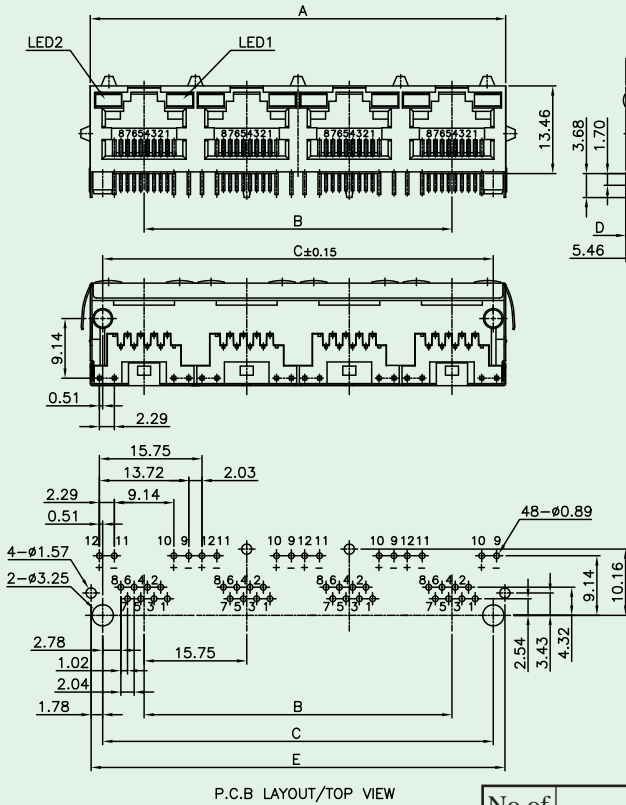 A
LED2
LED1
87654321 87654321 87654321 87654321
13.46
3.68
1.70
B
D
5.46
C±0.15
9.14
0.51
2.29
15.75
13.72
2.03
2.29
9.14
0.51
12 11 10 9 12 11 10 9 12 11 10 9 12 11 10 9
48-ø0.89
+ - + - + - + - + - + - + - + -
4-ø1.57
8 6 4 2 8 6 4 2 8 6 4 2 8 6 4 2
2-ø3.25
7 5 3 1 7 5 3 1 7 5 3 1 7 5 3 1
9.14
10.16
2.54
3.43
4.32
2.78
1.02
15.75
2.04
1.78
B
C
E
P.C.B LAYOUT/TOP VIEW
No of